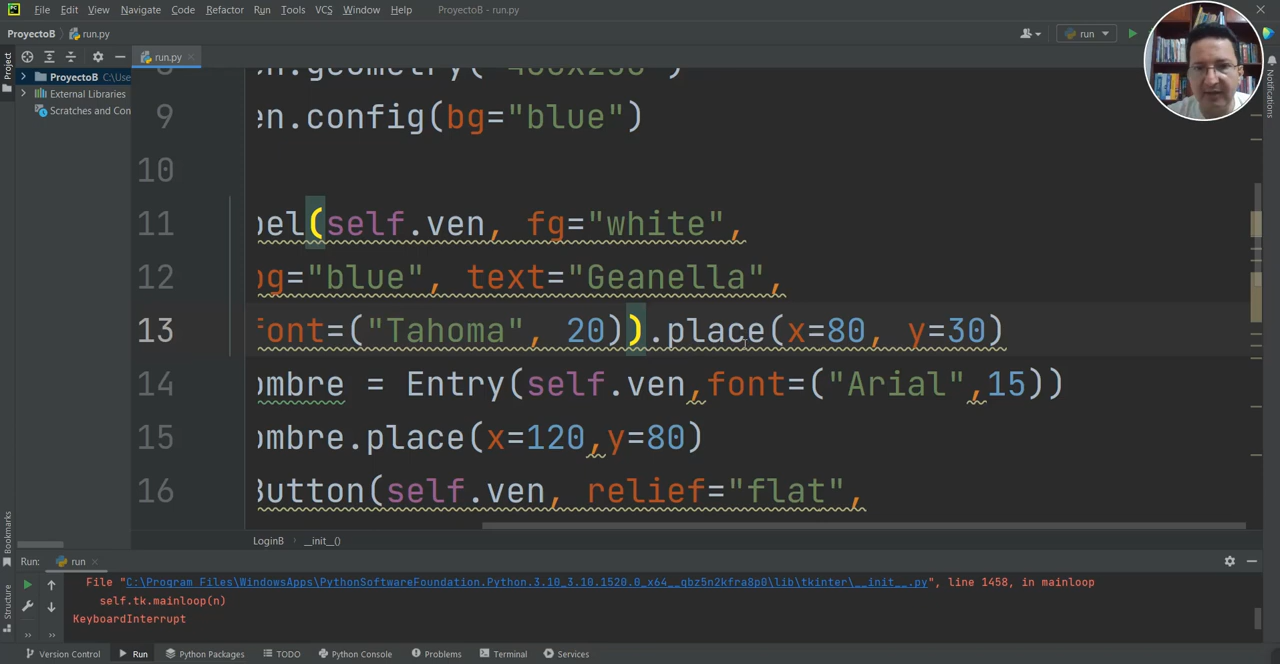 File Edit View Navigate Code Refactor Run Tools VCS Window Help ProyectoB - run.py
ProyectoB run.py run
Project run.py
ProyectoB C:\Use
External Libraries
Scratches and Con
Notifications
en.geometry("400x250")
9 en.config(bg="blue")
10
11 bel(self.ven, fg="white",
12 bg="blue", text="Geanella",
13 font=("Tahoma", 20)).place(x=80, y=30)
14 ombre = Entry(self.ven,font=("Arial",15))
15 ombre.place(x=120,y=80)
16 Button(self.ven, relief="flat",
LoginB __init__()
Bookmarks
Structure
Run: run
File "C:\Program Files\WindowsApps\PythonSoftwareFoundation.Python.3.10_3.10.1520.0_x64__qbz5n2kfra8p0\lib\tkinter\__init__.py", line 1458, in mainloop
self.tk.mainloop(n)
KeyboardInterrupt
Version Control Run Python Packages TODO Python Console Problems Terminal Services